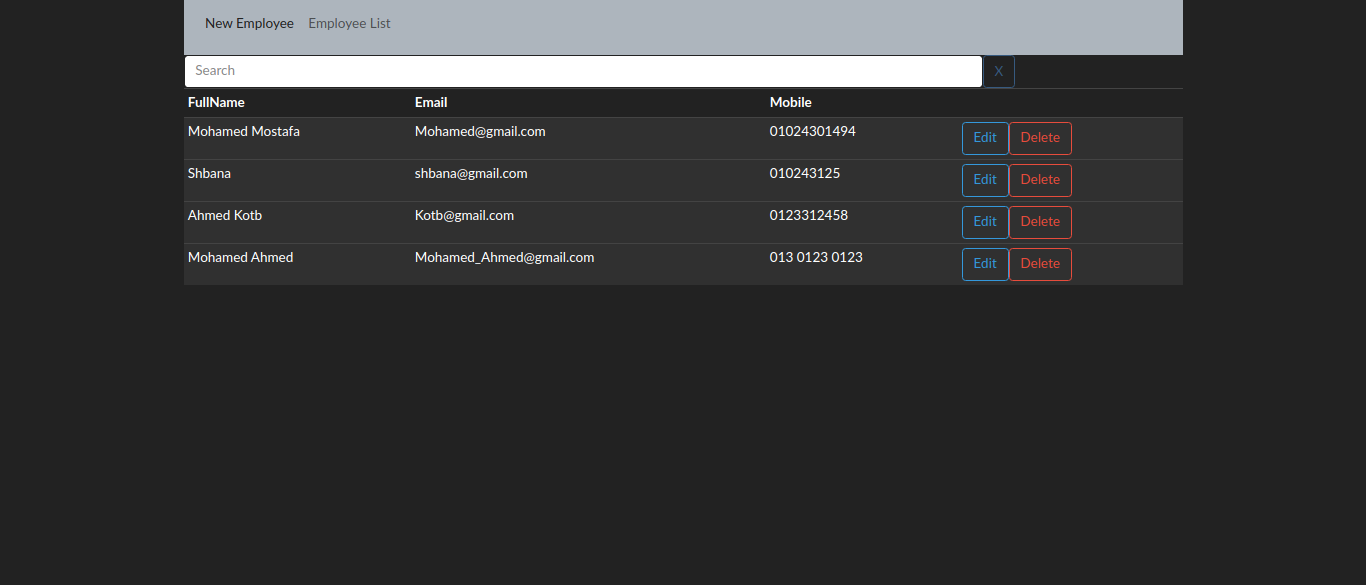 New Employee Employee List
Search X
FullName Email Mobile
Mohamed Mostafa Mohamed@gmail.com 01024301494 Edit Delete
Shbana shbana@gmail.com 010243125 Edit Delete
Ahmed Kotb Kotb@gmail.com 0123312458 Edit Delete
Mohamed Ahmed Mohamed_Ahmed@gmail.com 013 0123 0123 Edit Delete